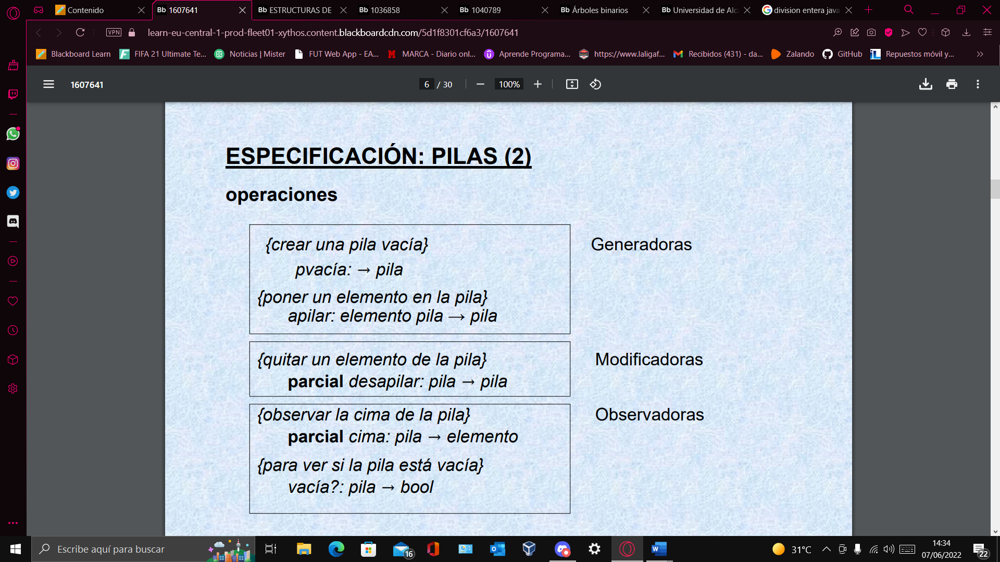 Contenido
Bb 1607641
Bb ESTRUCTURAS DE
Bb 1036858
Bb 1040789
Bb Árboles binarios
Bb Universidad de Alca
G division entera java
VPN
learn-eu-central-1-prod-fleet01-xythos.content.blackboardcdn.com/5d1f8301cf6a3/1607641
Blackboard Learn
FIFA 21 Ultimate Te...
Noticias | Mister
FUT Web App - EA...
MARCA - Diario onl...
Aprende Programa...
https://www.laligaf...
Recibidos (431) - da...
Zalando
GitHub
Repuestos móvil y...
1607641
6 / 30
100%
ESPECIFICACIÓN: PILAS (2)
operaciones
{crear una pila vacía}
Generadoras
pvacía: → pila
{poner un elemento en la pila}
apilar: elemento pila → pila
{quitar un elemento de la pila}
Modificadoras
parcial desapilar: pila → pila
{observar la cima de la pila}
Observadoras
parcial cima: pila → elemento
{para ver si la pila está vacía}
vacía?: pila → bool
Escribe aquí para buscar
16
31°C
14:34
07/06/2022
22